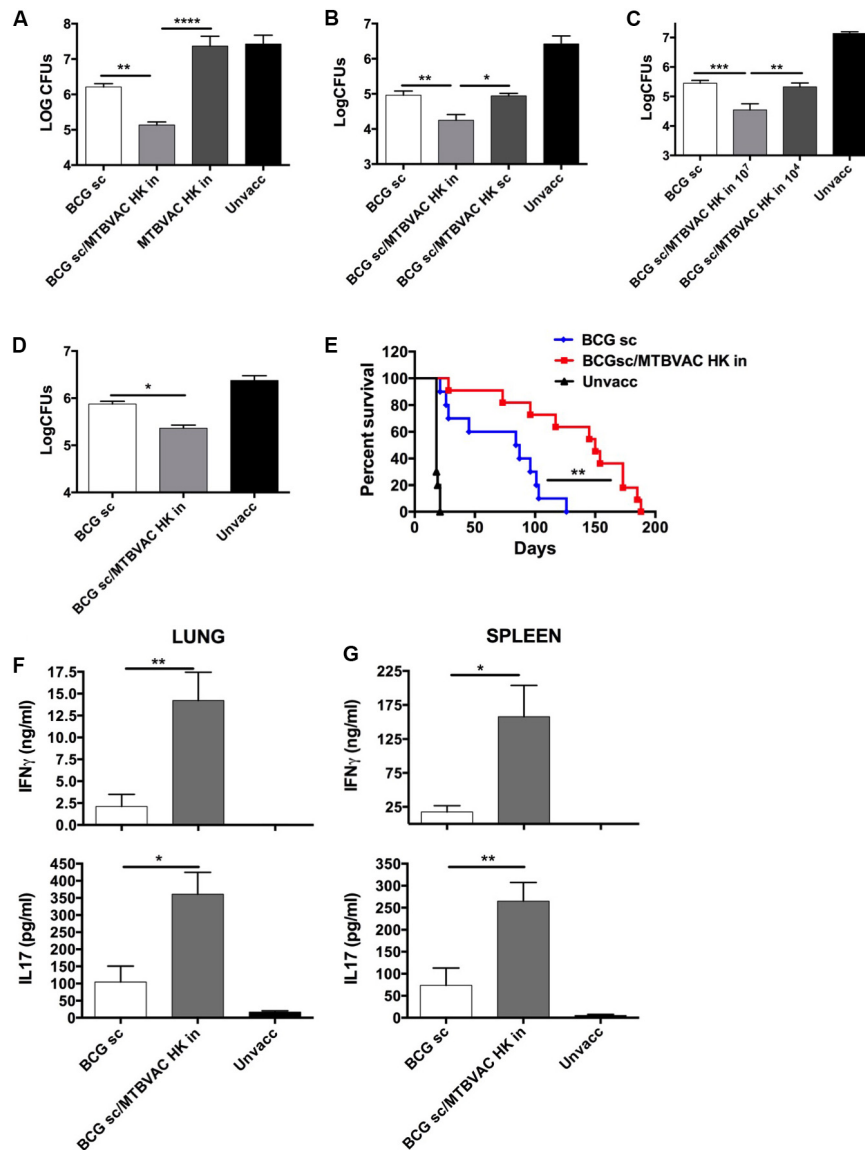 A
LOG CFUs
8
7
6
5
4
**
****
BCG sc
BCG sc/MTBVAC HK in
MTBVAC HK in
Unvacc
B
LogCFUs
7
6
5
4
3
**
*
BCG sc
BCG sc/MTBVAC HK in
BCG sc/MTBVAC HK sc
Unvacc
C
LogCFUs
7
6
5
4
3
***
**
BCG sc
BCG sc/MTBVAC HK in 10⁷
BCG sc/MTBVAC HK in 10⁴
Unvacc
D
LogCFUs
7
6
5
4
*
BCG sc
BCG sc/MTBVAC HK in
Unvacc
E
BCG sc
BCGsc/MTBVAC HK in
Unvacc
Percent survival
120
100
80
60
40
20
0
**
0 50 100 150 200
Days
LUNG
F
IFNγ (ng/ml)
17.5
15.0
12.5
10.0
7.5
5.0
2.5
0.0
**
IL17 (pg/ml)
450
400
350
300
250
200
150
100
50
0
*
BCG sc
BCG sc/MTBVAC HK in
Unvacc
SPLEEN
G
IFNγ (ng/ml)
225
175
125
75
25
*
IL17 (pg/ml)
350
300
250
200
150
100
50
0
**
BCG sc
BCG sc/MTBVAC HK in
Unvacc